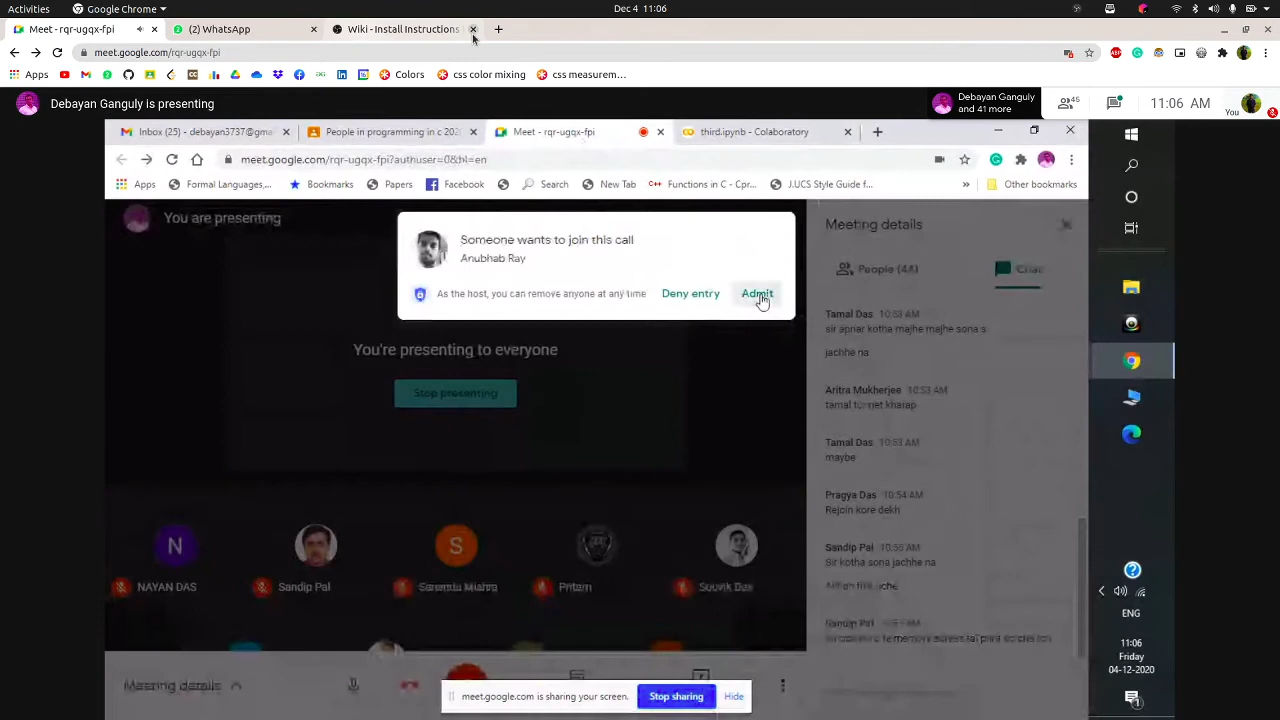 Activities Google Chrome Dec 4 11:06
Meet - rqr-ugqx-fpi (2) WhatsApp Wiki - Install Instructions
meet.google.com/rqr-ugqx-fpi
Apps Colors css color mixing css measurem...
Debayan Ganguly is presenting
Debayan Ganguly
and 41 more
45
11:06 AM
You
Inbox (25) - debayan3737@gma People in programming in c 202 Meet - rqr-ugqx-fpi third.ipynb - Colaboratory
meet.google.com/rqr-ugqx-fpi?authuser=0&hl=en
Apps Formal Languages,... Bookmarks Papers Facebook Search New Tab Functions in C - Cpr... J.UCS Style Guide f... » Other bookmarks
You are presenting
Someone wants to join this call
Anubhab Ray
As the host, you can remove anyone at any time Deny entry Admit
You're presenting to everyone
Stop presenting
Meeting details
People (44) Chat
Tamal Das 10:53 AM
sir apnar kotha majhe majhe sona s
jachhe na
Aritra Mukherjee 10:53 AM
tamal tor net kharap
Tamal Das 10:53 AM
maybe
Pragya Das 10:54 AM
Rejoin kore dekh
Sandip Pal 10:55 AM
Sir kotha sona jachhe na
Sandip Pal
N S
NAYAN DAS Sandip Pal Pritam Souvik Das
Meeting details
meet.google.com is sharing your screen. Stop sharing Hide
ENG
11:06
Friday
04-12-2020
1